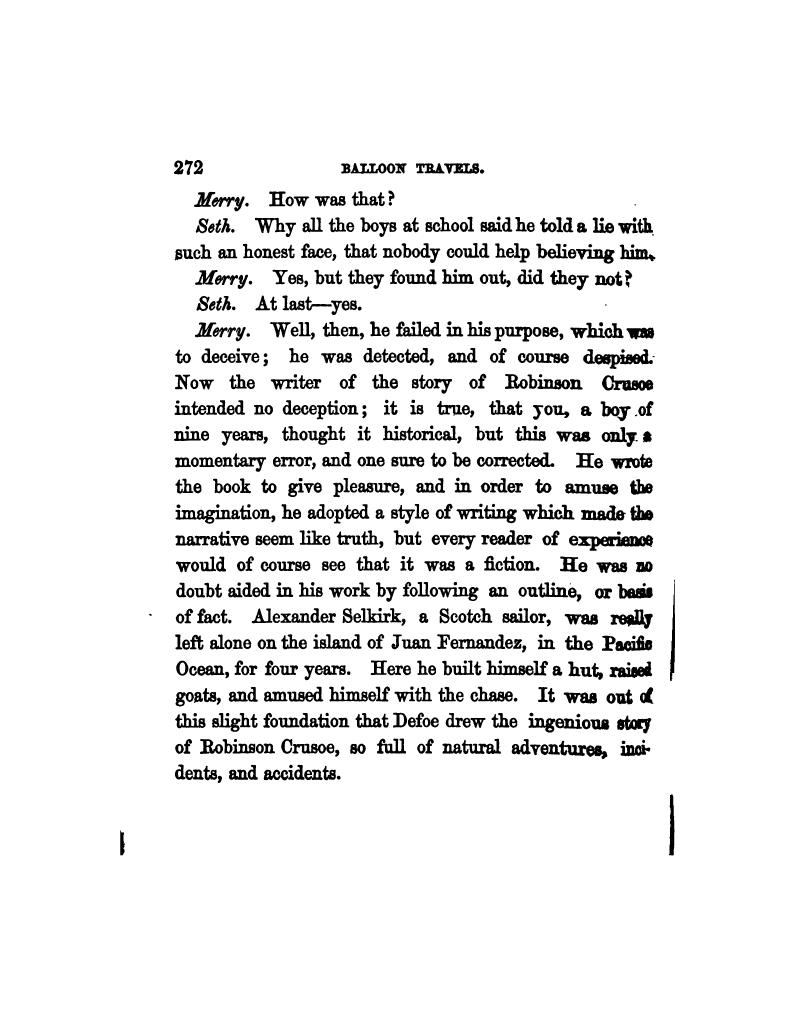 272 BALLOON TRAVELS.
Merry. How was that?
Seth. Why all the boys at school said he told a lie with
such an honest face, that nobody could help believing him.
Merry. Yes, but they found him out, did they not?
Seth. At last—yes.
Merry. Well, then, he failed in his purpose, which was
to deceive; he was detected, and of course despised.
Now the writer of the story of Robinson Crusoe
intended no deception; it is true, that you, a boy of
nine years, thought it historical, but this was only a
momentary error, and one sure to be corrected. He wrote
the book to give pleasure, and in order to amuse the
imagination, he adopted a style of writing which made the
narrative seem like truth, but every reader of experience
would of course see that it was a fiction. He was no
doubt aided in his work by following an outline, or basis
of fact. Alexander Selkirk, a Scotch sailor, was really
left alone on the island of Juan Fernandez, in the Pacific
Ocean, for four years. Here he built himself a hut, raised
goats, and amused himself with the chase. It was out of
this slight foundation that Defoe drew the ingenious story
of Robinson Crusoe, so full of natural adventures, inci-
dents, and accidents.